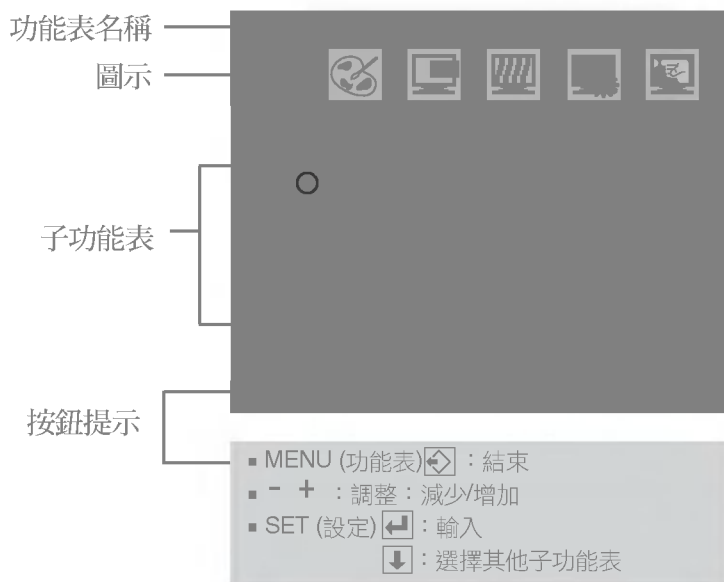 功能表名稱
圖示
子功能表
按鈕提示
■ MENU (功能表) : 結束
■ - + : 調整：減少/增加
■ SET (設定) : 輸入
: 選擇其他子功能表